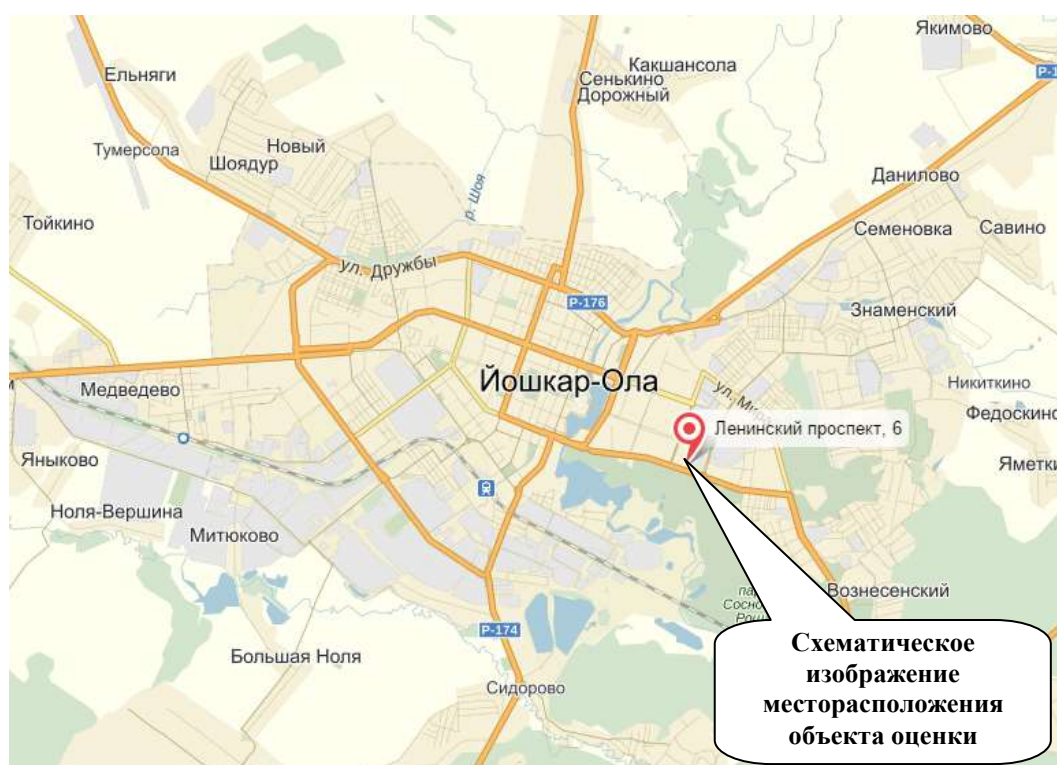 Якимово
Какшансола
Ельняги
Сенькино
Дорожный
Р-1
Тумерсола
Новый
Шоядур
Данилово
р. Шоя
Тойкино
Семеновка
Савино
ул. Дружбы
Р-176
Знаменский
Йошкар-Ола
Медведево
Никиткино
ул.
Федоскино
Ленинский проспект, 6
Яныково
Яметки
Ноля-Вершина
Митюково
Вознесенский
Сосно
Рощ
Р-174
Большая Ноля
Сидорово
Схематическое
изображение
месторасположения
объекта оценки